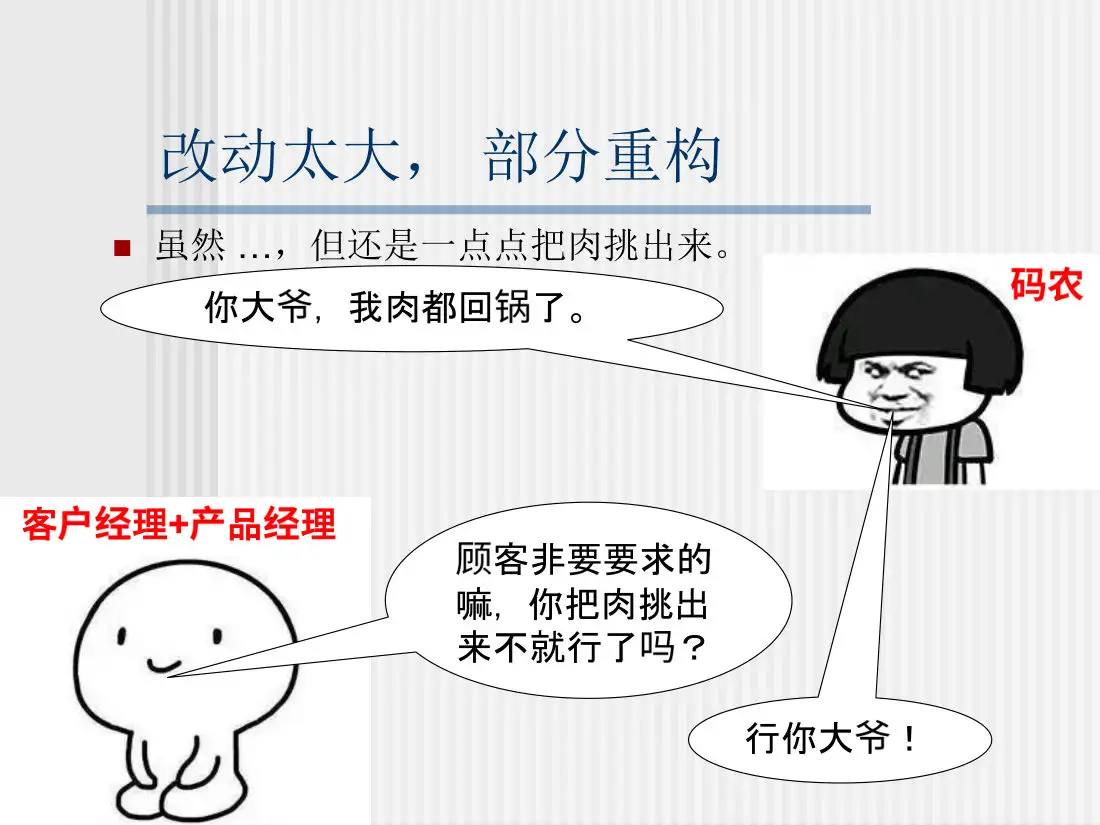 改动太大， 部分重构
虽然 …，但还是一点点把肉挑出来。
你大爷，我肉都回锅了。
码农
客户经理+产品经理
顾客非要要求的
嘛，你把肉挑出
来不就行了吗？
行你大爷！